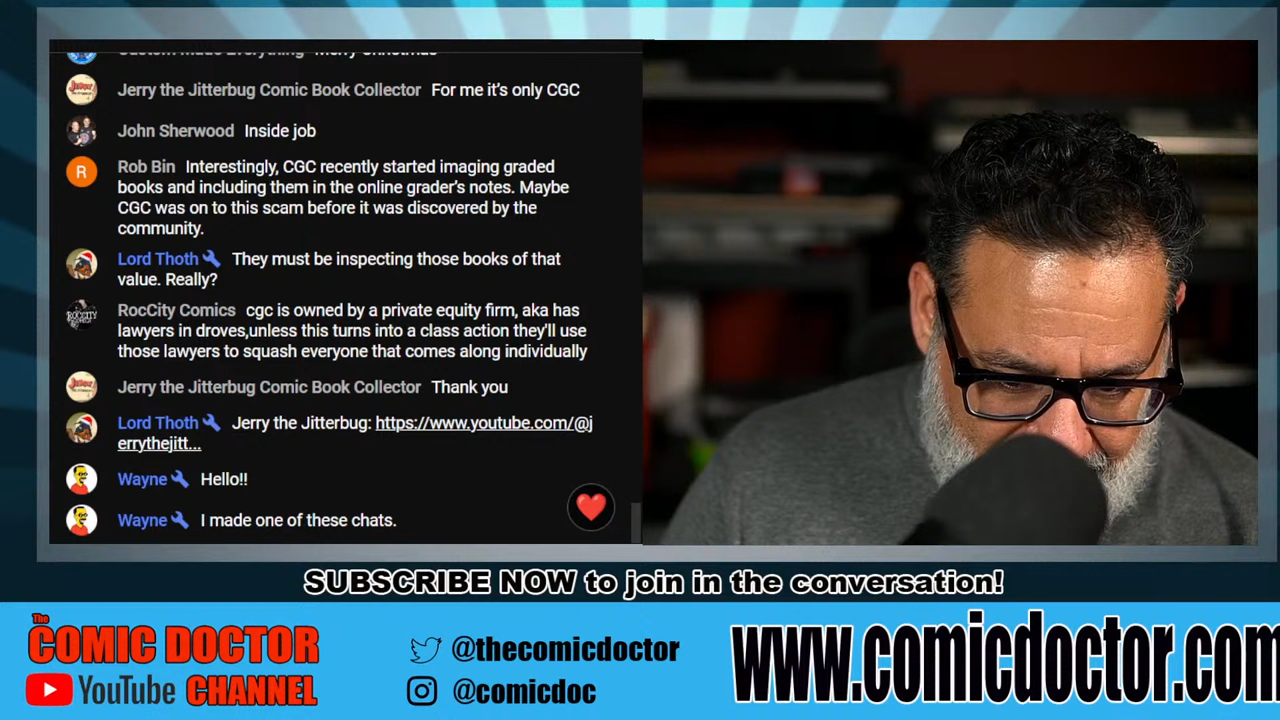 Custom Made Everything Merry Christmas
Jerry the Jitterbug Comic Book Collector For me it's only CGC
John Sherwood Inside job
R
Rob Bin Interestingly, CGC recently started imaging graded
books and including them in the online grader's notes. Maybe
CGC was on to this scam before it was discovered by the
community.
Lord Thoth They must be inspecting those books of that
value. Really?
RocCity Comics cgc is owned by a private equity firm, aka has
lawyers in droves,unless this turns into a class action they'll use
those lawyers to squash everyone that comes along individually
Jerry the Jitterbug Comic Book Collector Thank you
Lord Thoth Jerry the Jitterbug: https://www.youtube.com/@j
errythejitt...
Wayne Hello!!
Wayne I made one of these chats.
SUBSCRIBE NOW to join in the conversation!
The
COMIC DOCTOR
YouTube CHANNEL
@thecomicdoctor
@comicdoc
www.comicdoctor.com